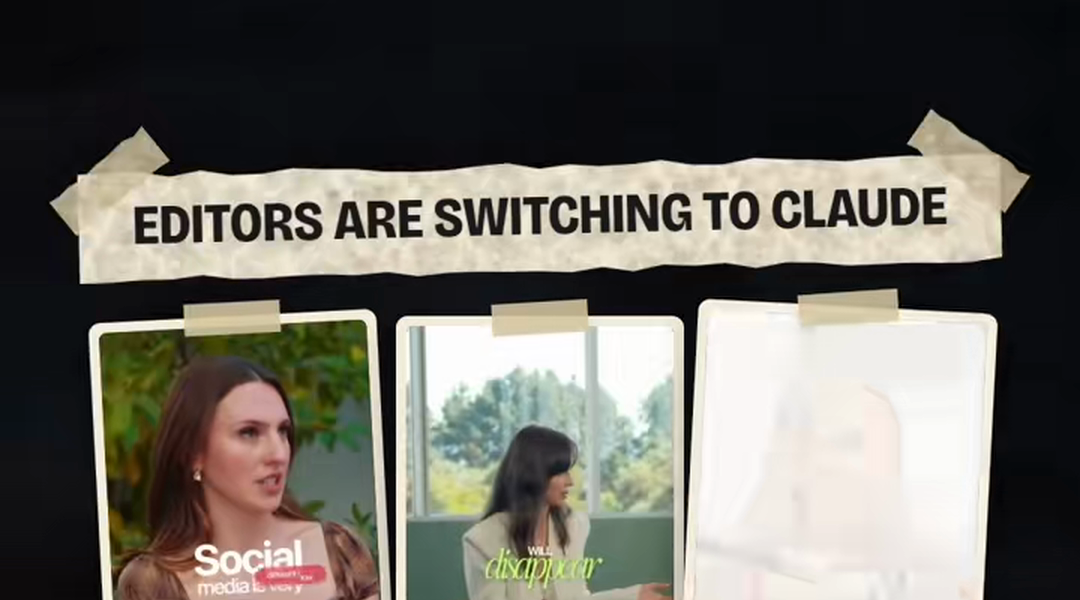 EDITORS ARE SWITCHING TO CLAUDE
Social
media is very
WILL
disappear